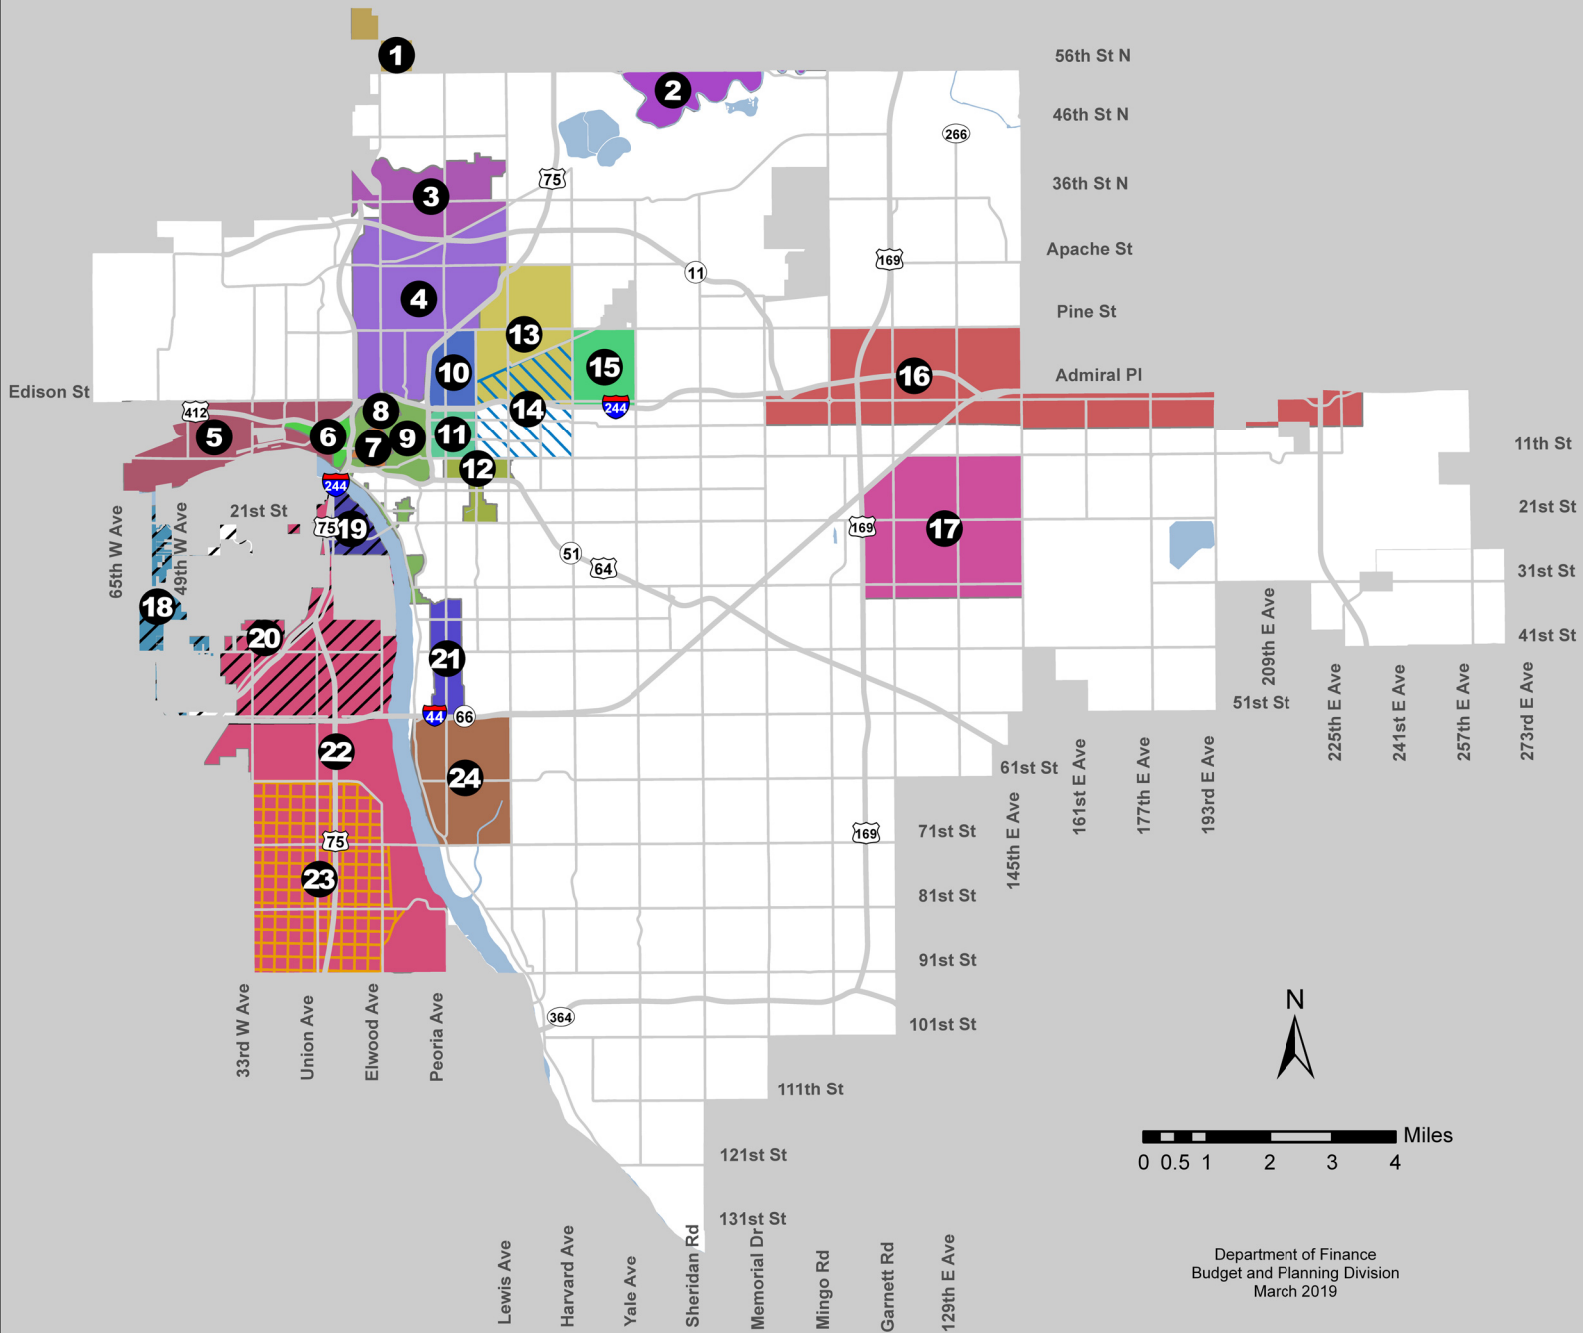 1
56th St N
2
46th St N
266
75
36th St N
3
Apache St
169
11
4
Pine St
13
15
10
16
Admiral Pl
Edison St
412
8
14
244
5
6
7
9
11
11th St
12
244
21st St
21st St
75
19
169
17
65th W Ave
49th W Ave
51
64
31st St
18
209th E Ave
20
41st St
21
51st St
44
66
225th E Ave
241st E Ave
257th E Ave
273rd E Ave
22
61st St
24
161st E Ave
177th E Ave
193rd E Ave
145th E Ave
75
169
71st St
23
81st St
91st St
33rd W Ave
Union Ave
Elwood Ave
Peoria Ave
364
101st St
N
111th St
Miles
0 0.5 1 2 3 4
121st St
131st St
Lewis Ave
Harvard Ave
Yale Ave
Sheridan Rd
Memorial Dr
Mingo Rd
Garnett Rd
129th E Ave
Department of Finance
Budget and Planning Division
March 2019